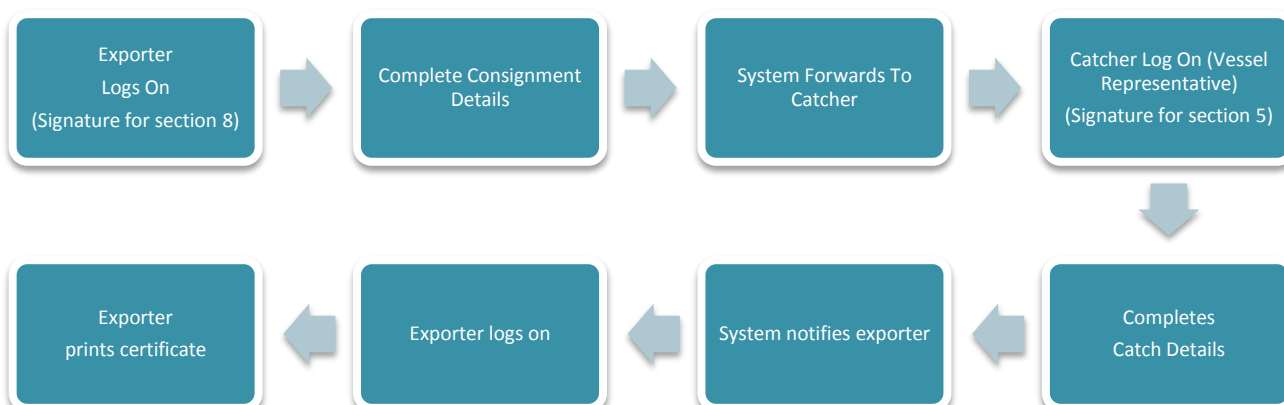 Exporter
Logs On
(Signature for section 8)
Complete Consignment
Details
System Forwards To
Catcher
Catcher Log On (Vessel
Representative)
(Signature for section 5)
Completes
Catch Details
System notifies exporter
Exporter logs on
Exporter
prints certificate